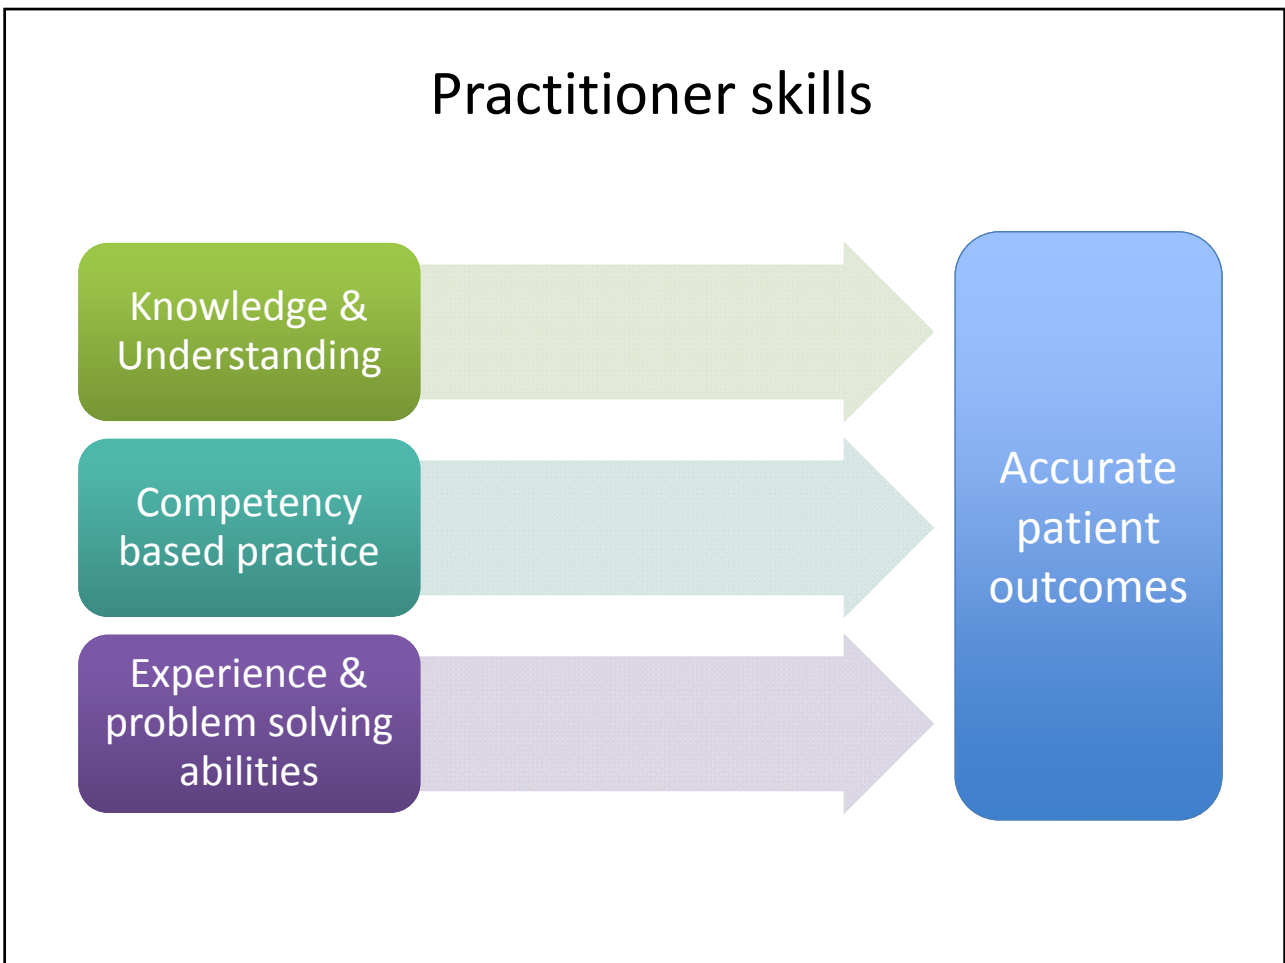 Practitioner skills
Knowledge &
Understanding
Competency
based practice
Experience &
problem solving
abilities
Accurate
patient
outcomes